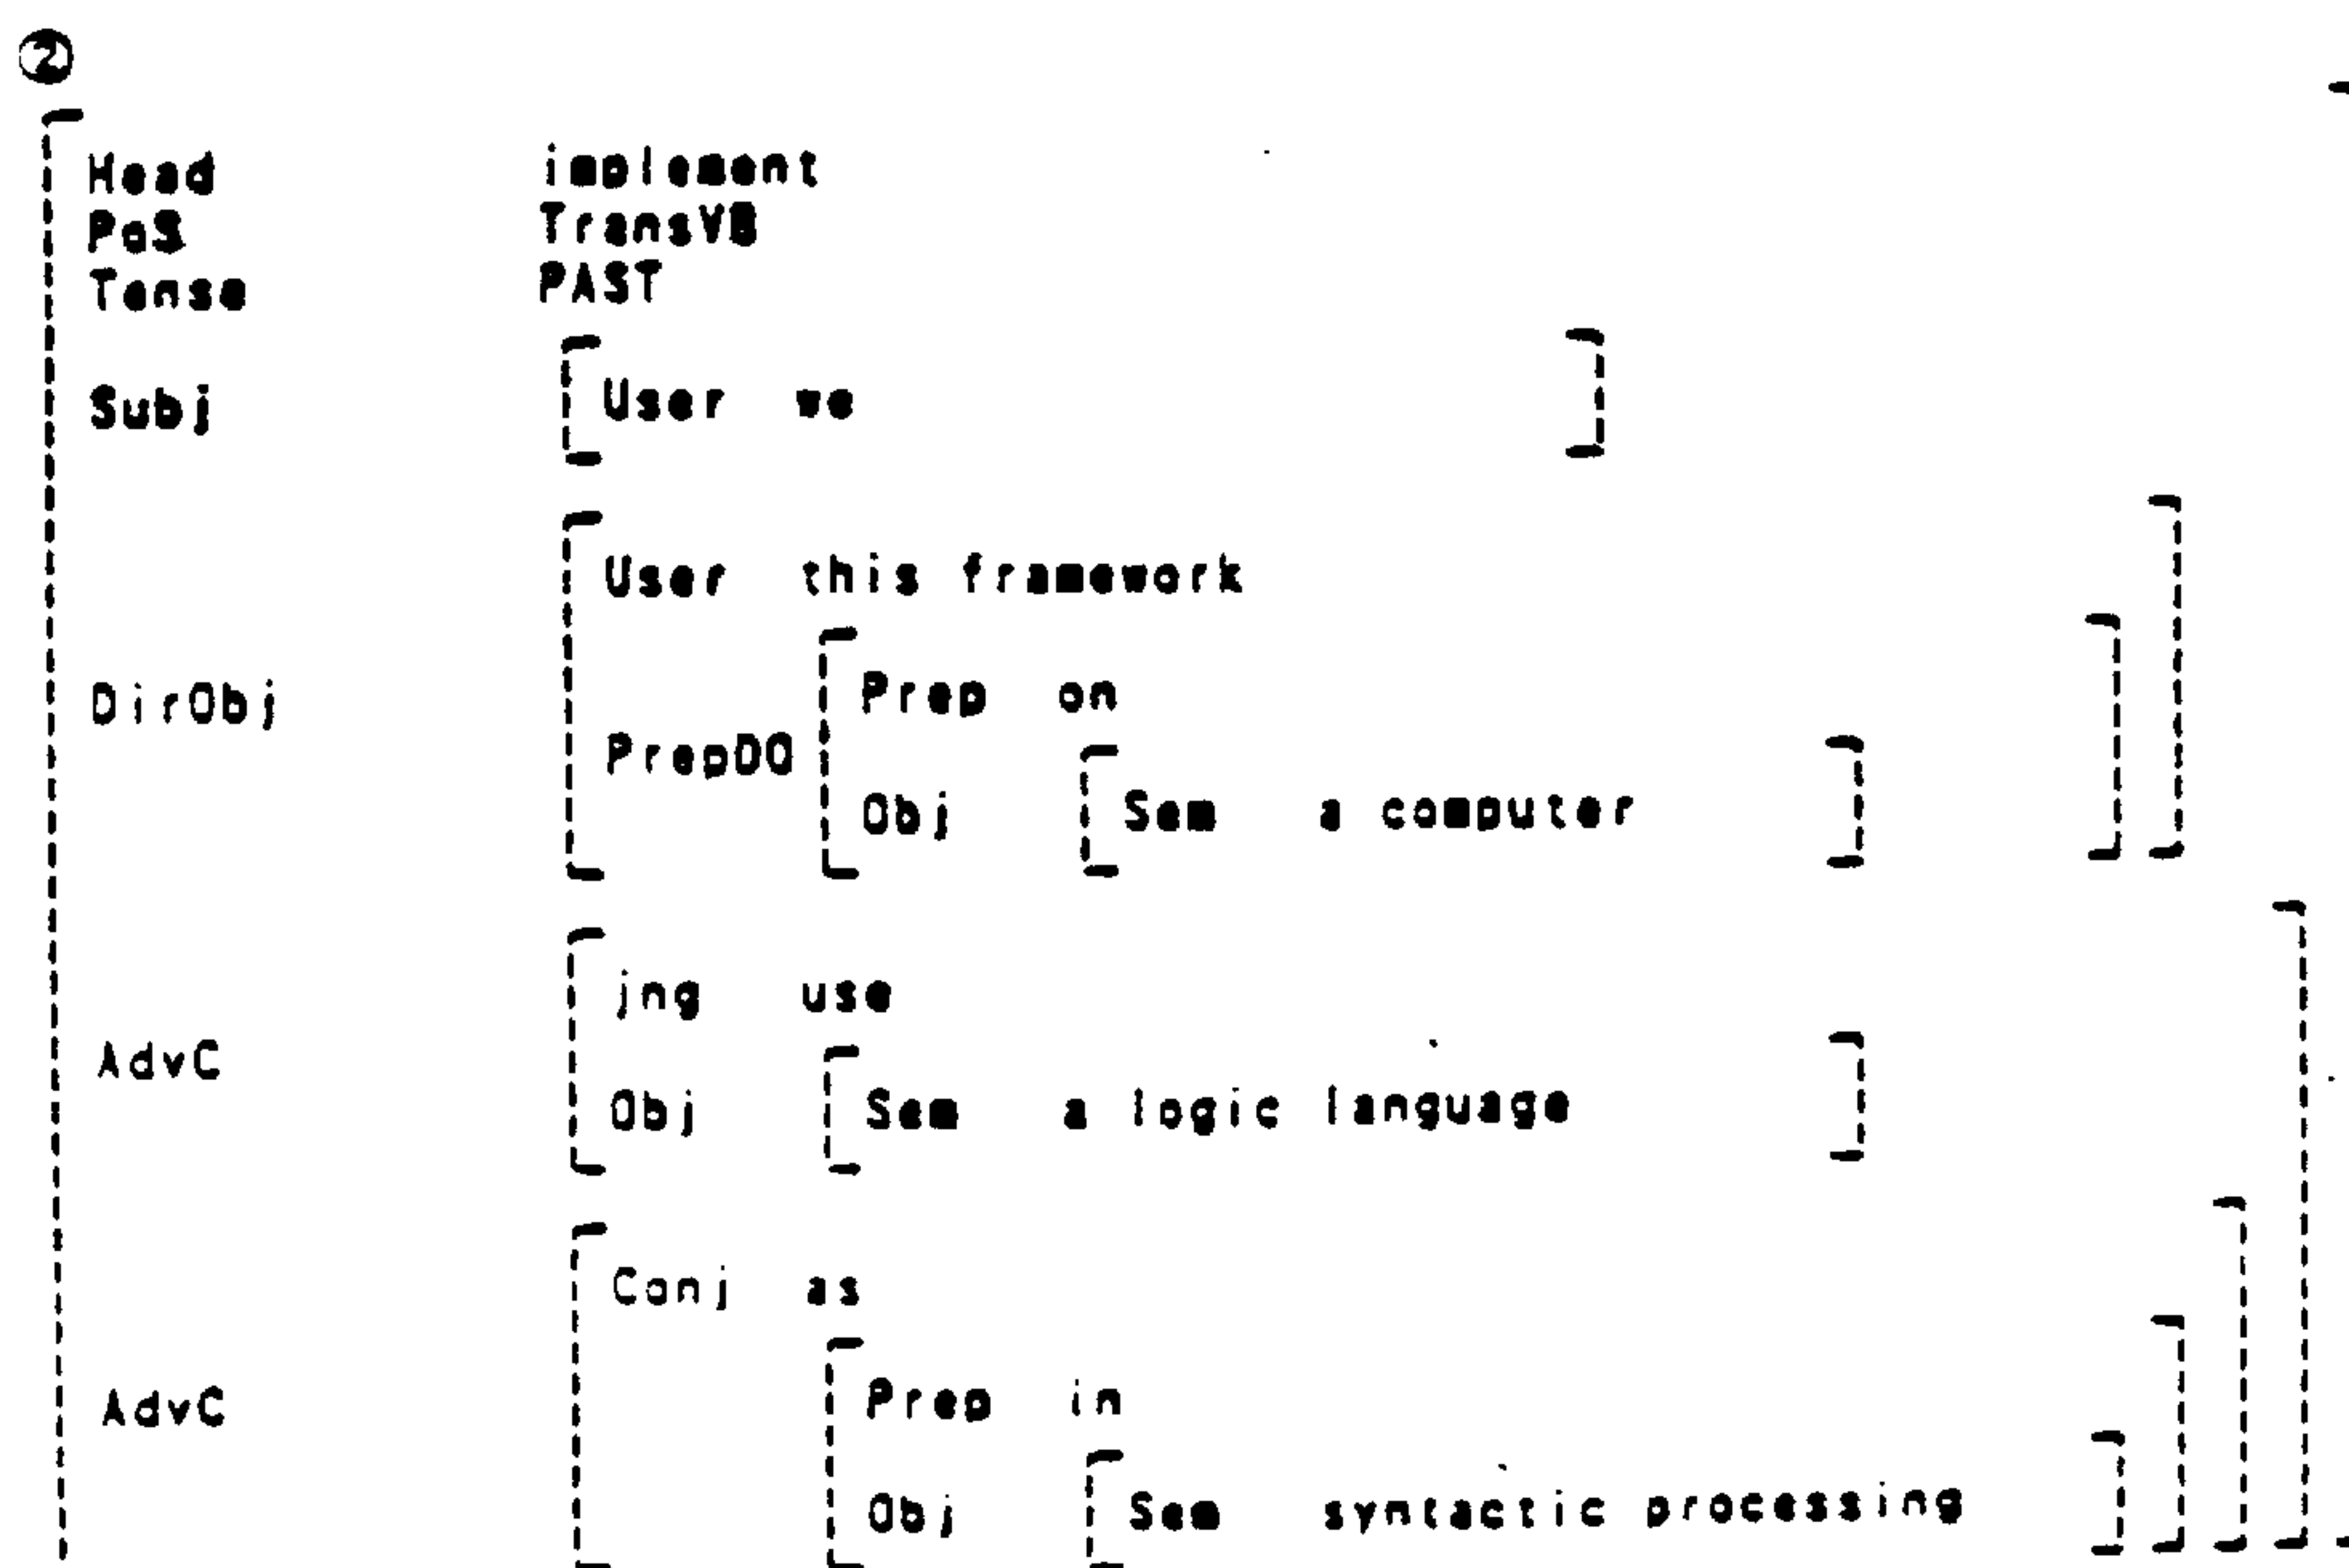 ②
Head implement
PoS TransVB
Tense PAST
Subj User we
User this framework
Prep on
DirObj
PrepDO
Obj Sem a computer
jng use
AdvC
Obj Sem a logic language
Conj as
AdvC Prep in
Obj Sem syntactic processing